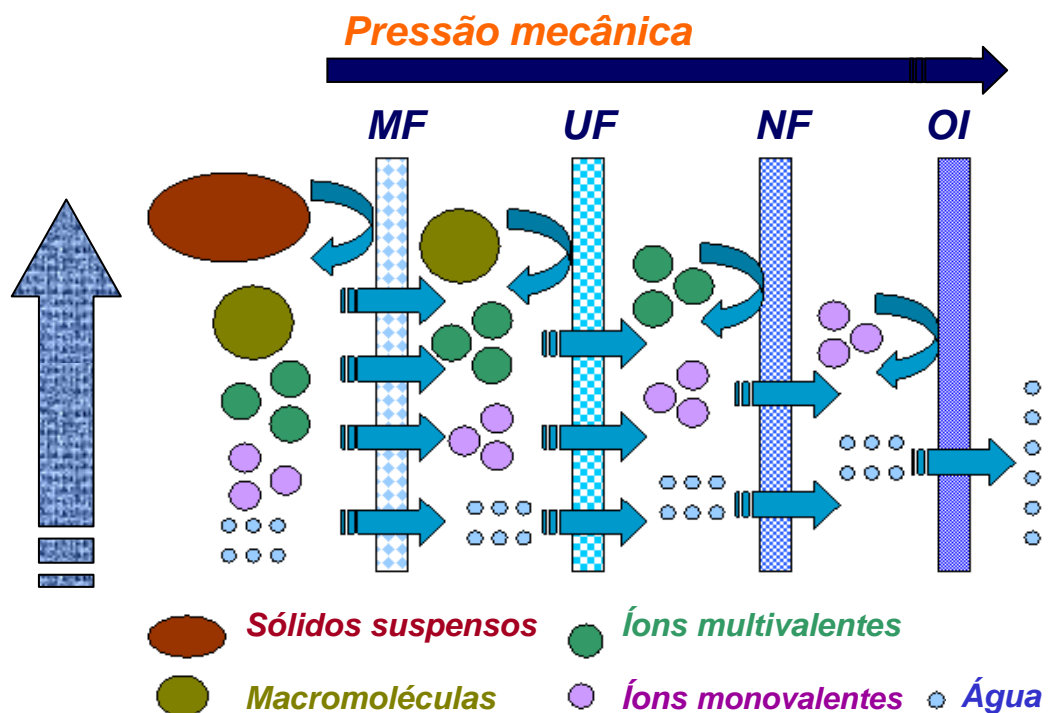 Pressão mecânica
MF UF NF OI
Sólidos suspensos Íons multivalentes
Macromoléculas Íons monovalentes Água